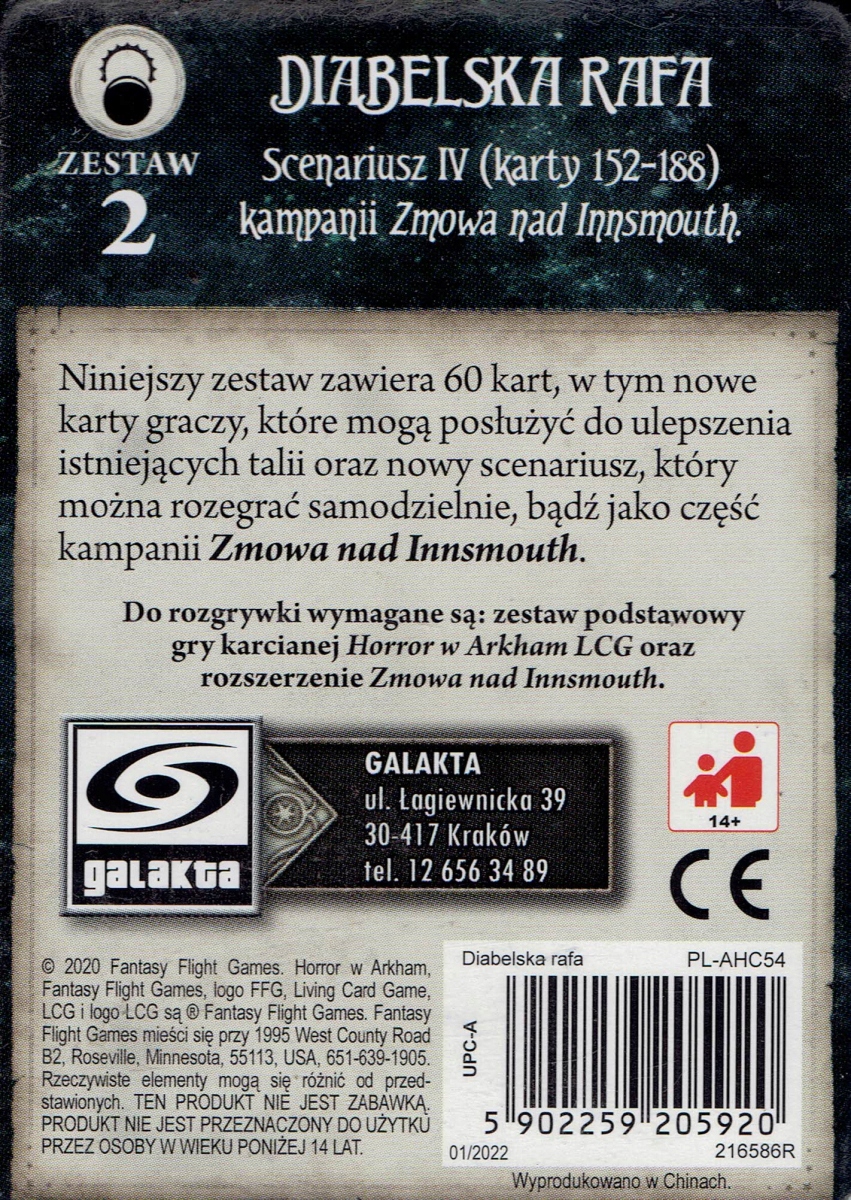 DIABELSKA RAFA
ZESTAW
2
Scenariusz IV (karty 152-188)
kampanii Zmowa nad Innsmouth.
Niniejszy zestaw zawiera 60 kart, w tym nowe
karty graczy, które mogą posłużyć do ulepszenia
istniejących talii oraz nowy scenariusz, który
można rozegrać samodzielnie, bądź jako część
kampanii Zmowa nad Innsmouth.
Do rozgrywki wymagane są: zestaw podstawowy
gry karcianej Horror w Arkham LCG oraz
rozszerzenie Zmowa nad Innsmouth.
galakta
GALAKTA
ul. Łagiewnicka 39
30-417 Kraków
tel. 12 656 34 89
14+
CE
© 2020 Fantasy Flight Games. Horror w Arkham,
Fantasy Flight Games, logo FFG, Living Card Game,
LCG i logo LCG są ® Fantasy Flight Games. Fantasy
Flight Games mieści się przy 1995 West County Road
B2, Roseville, Minnesota, 55113, USA, 651-639-1905.
Rzeczywiste elementy mogą się różnić od przed-
stawionych. TEN PRODUKT NIE JEST ZABAWKĄ.
PRODUKT NIE JEST PRZEZNACZONY DO UŻYTKU
PRZEZ OSOBY W WIEKU PONIŻEJ 14 LAT.
Diabelska rafa PL-AHC54
UPC-A
5 902259 205920
01/2022 216586R
Wyprodukowano w Chinach.